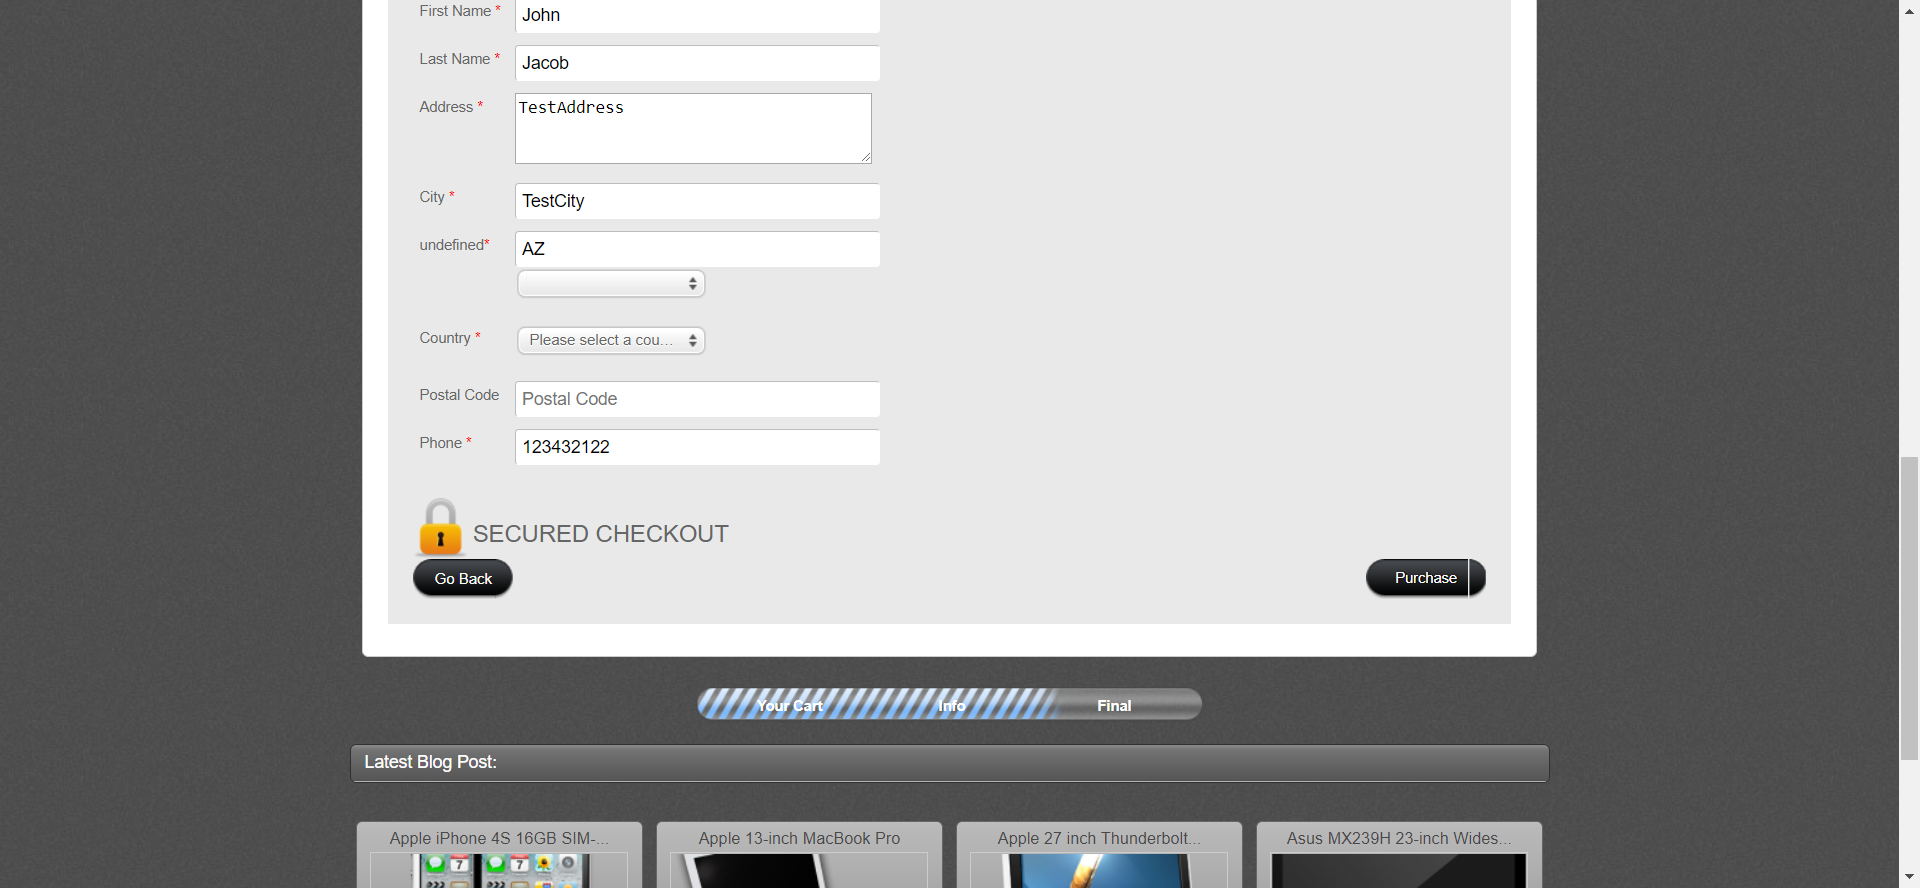 First Name *
John
Last Name *
Jacob
Address *
TestAddress
City *
TestCity
undefined*
AZ
Country *
Please select a cou...
Postal Code
Postal Code
Phone *
123432122
SECURED CHECKOUT
Go Back
Purchase
Your Cart
Info
Final
Latest Blog Post:
Apple iPhone 4S 16GB SIM-...
Apple 13-inch MacBook Pro
Apple 27 inch Thunderbolt...
Asus MX239H 23-inch Wides...
7
7